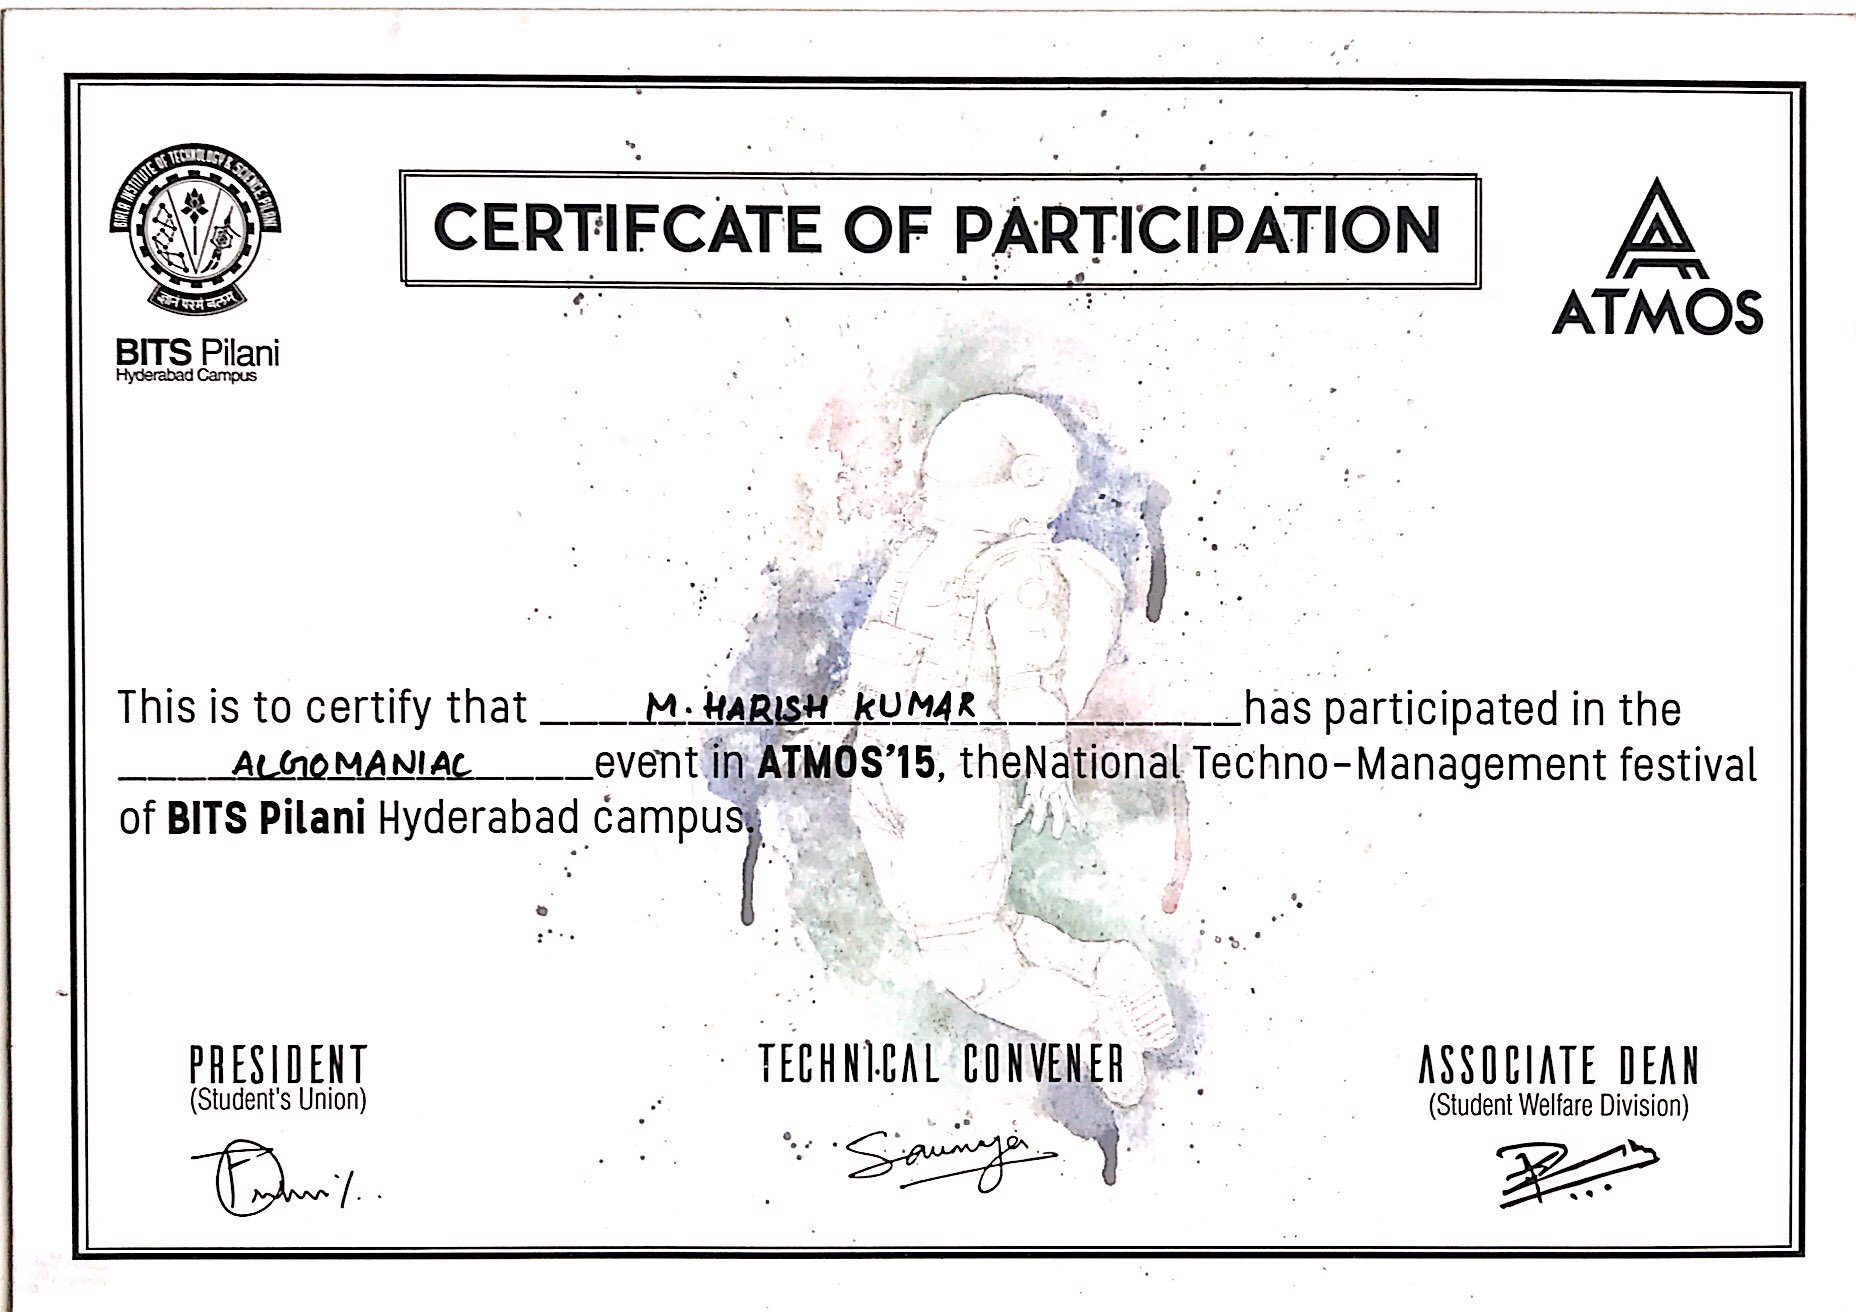 BIRLA INSTITUTE OF TECHNOLOGY & SCIENCE, PILANI
ज्ञानं परमं बलम्
BITS Pilani
Hyderabad Campus
CERTIFCATE OF PARTICIPATION
ATMOS
This is to certify that M. HARISH KUMAR has participated in the
ALGOMANIAC event in ATMOS'15, theNational Techno-Management festival
of BITS Pilani Hyderabad campus.
PRESIDENT
(Student's Union)
TECHNICAL CONVENER
Saumya
ASSOCIATE DEAN
(Student Welfare Division)